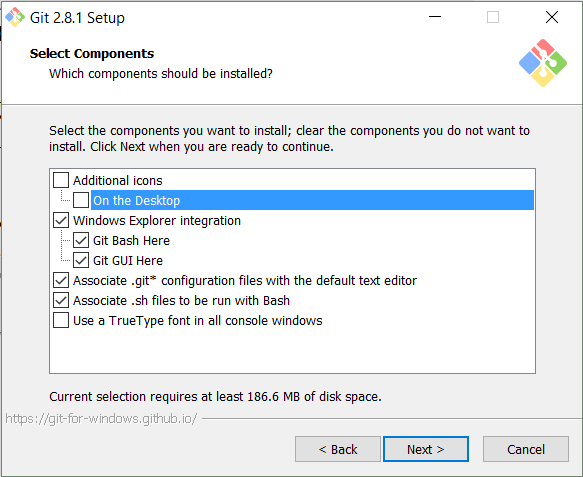 Git 2.8.1 Setup
Select Components
Which components should be installed?
Select the components you want to install; clear the components you do not want to
install. Click Next when you are ready to continue.
Additional icons
On the Desktop
Windows Explorer integration
Git Bash Here
Git GUI Here
Associate .git* configuration files with the default text editor
Associate .sh files to be run with Bash
Use a TrueType font in all console windows
Current selection requires at least 186.6 MB of disk space.
https://git-for-windows.github.io/
< Back
Next >
Cancel